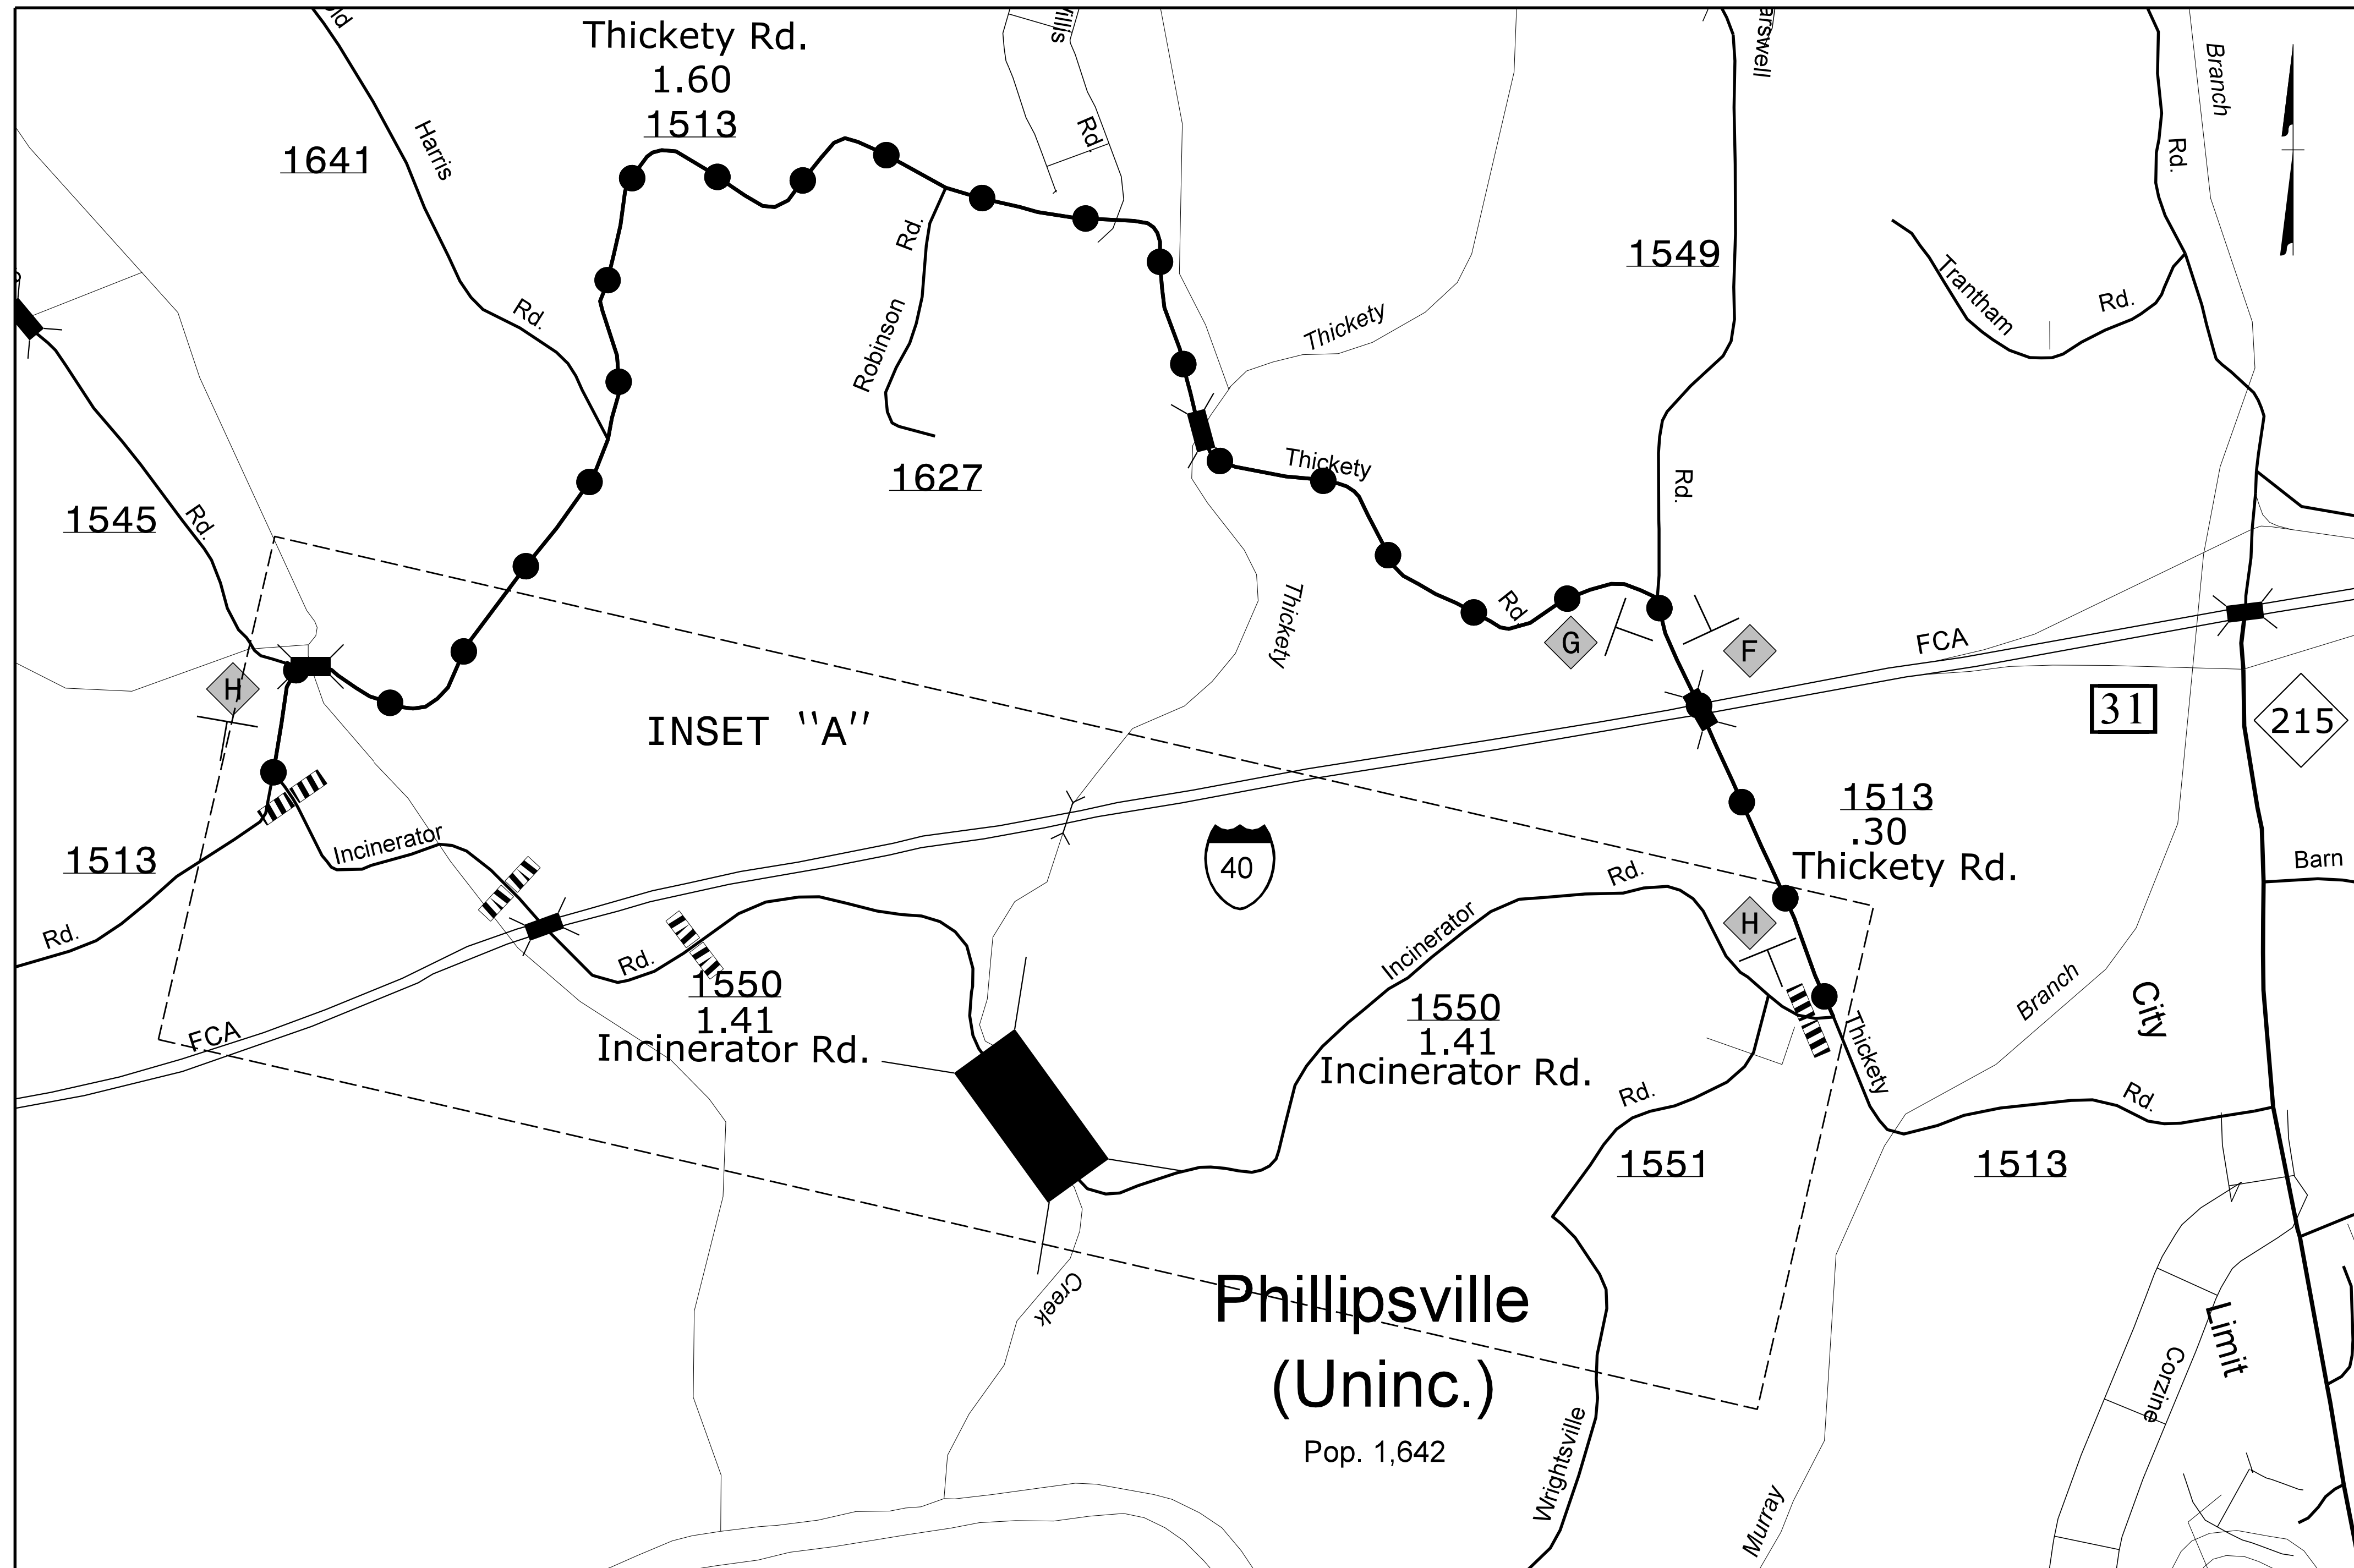 Old
Harris
Rd.
1641
Thickety Rd.
1.60
1513
Willis
Rd.
Carswell
Rd.
1549
Branch
Rd.
Trantham
Rd.
Rd.
Robinson
1627
Thickety
Thickety
Rd.
Thickety
1545
Rd.
H
G
F
FCA
31
215
INSET "A"
1513
.30
Thickety Rd.
40
1513
Rd.
Incinerator
Rd.
FCA
1550
1.41
Incinerator Rd.
Incinerator
Rd.
1550
1.41
Incinerator Rd.
H
Thickety
Rd.
Barn
Branch
City
Limit
Rd.
1551
1513
Creek
Phillipsville
(Uninc.)
Pop. 1,642
Wrightsville
Murray
Corzine